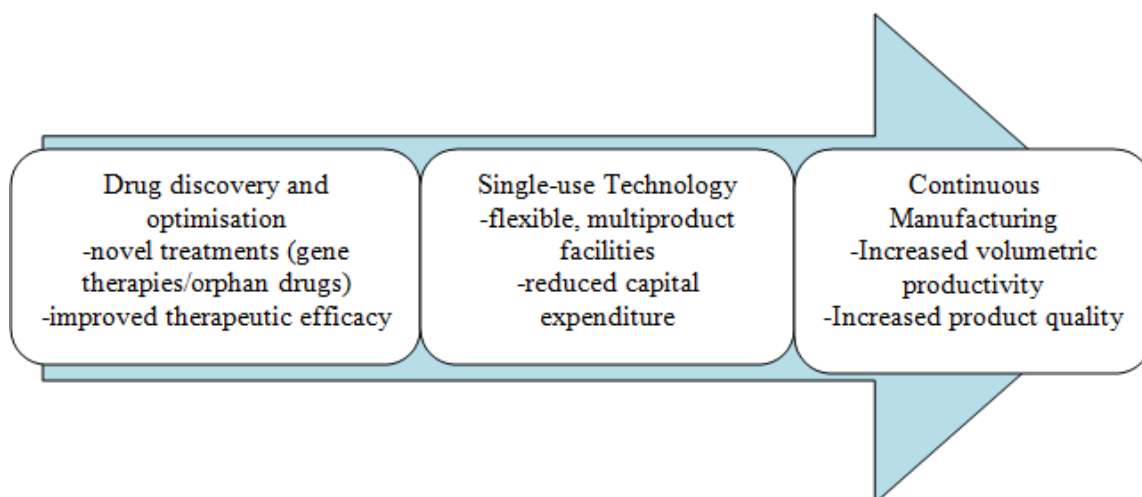 Drug discovery and
optimisation
-novel treatments (gene
therapies/orphan drugs)
-improved therapeutic efficacy
Single-use Technology
-flexible, multiproduct
facilities
-reduced capital
expenditure
Continuous
Manufacturing
-Increased volumetric
productivity
-Increased product quality